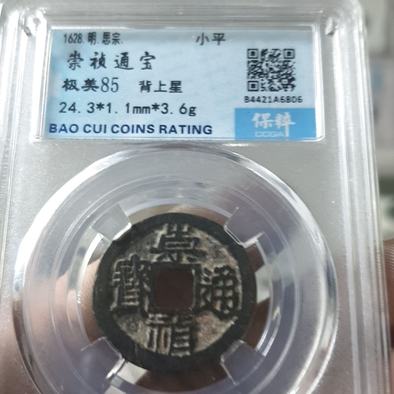 1628.明.思宗. 小平
崇祯通宝
极美85 背上星
24.3*1.1mm*3.6g
B4421A6806
BAO CUI COINS RATING
保粹
崇
寳 通
禎